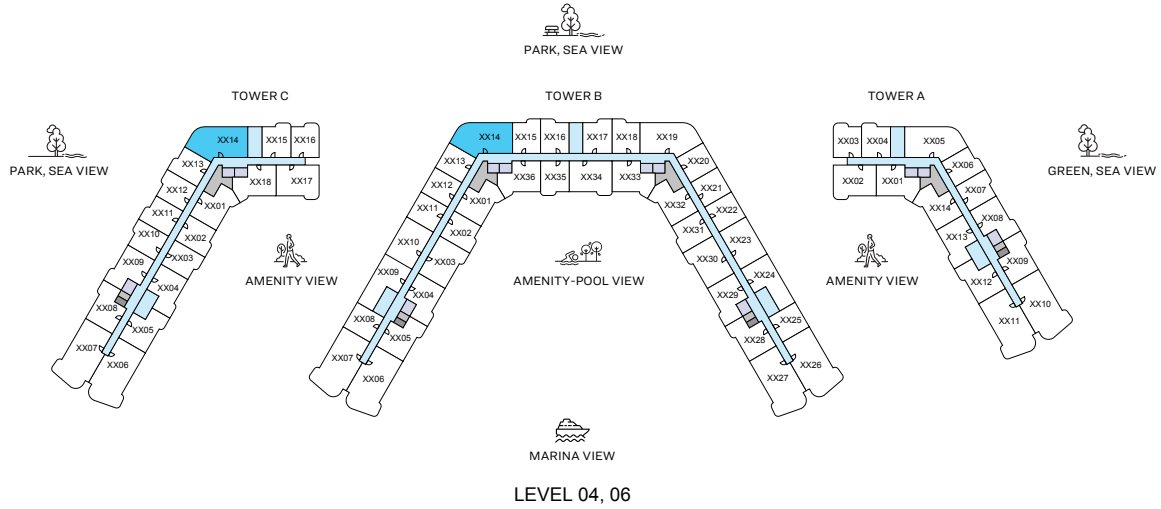 PARK, SEA VIEW
TOWER C
TOWER B
TOWER A
PARK, SEA VIEW
GREEN, SEA VIEW
XX14
XX15
XX16
XX13
XX18
XX17
XX12
XX01
XX11
XX02
XX10
XX03
XX09
XX04
XX08
XX05
XX07
XX06
AMENITY VIEW
XX14
XX15
XX16
XX17
XX18
XX19
XX13
XX36
XX35
XX34
XX33
XX20
XX12
XX01
XX32
XX21
XX11
XX02
XX31
XX22
XX10
XX03
XX30
XX23
XX09
XX04
XX29
XX24
XX08
XX05
XX28
XX25
XX07
XX06
XX27
XX26
AMENITY-POOL VIEW
AMENITY VIEW
XX03
XX04
XX05
XX02
XX01
XX06
XX14
XX07
XX13
XX08
XX12
XX09
XX11
XX10
MARINA VIEW
LEVEL 04, 06